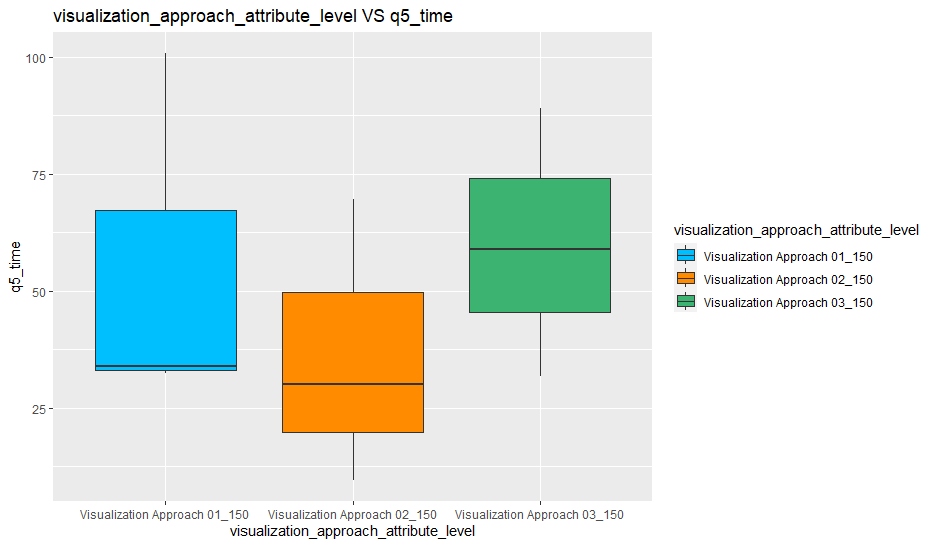 visualization_approach_attribute_level VS q5_time
100
75
50
25
q5_time
Visualization Approach 01_150 Visualization Approach 02_150 Visualization Approach 03_150
visualization_approach_attribute_level
visualization_approach_attribute_level
Visualization Approach 01_150
Visualization Approach 02_150
Visualization Approach 03_150